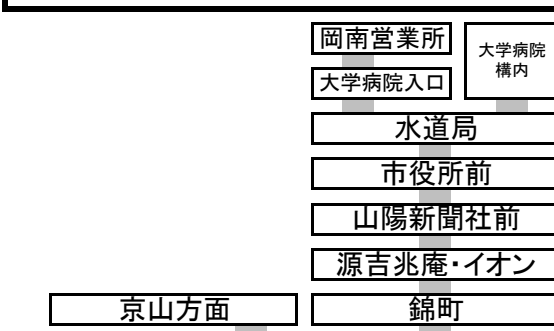 岡南営業所
大学病院
構内
大学病院入口
水道局
市役所前
山陽新聞社前
源吉兆庵・イオン
京山方面
錦町